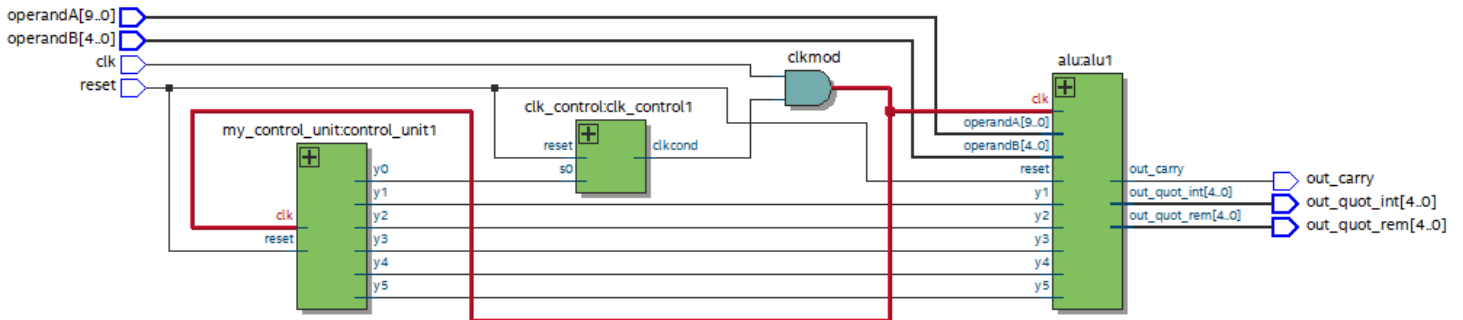 operandA[9..0]
operandB[4..0]
clk
reset
clkmod
alu:alu1
clk_control:clk_control1
my_control_unit:control_unit1
clk
reset
y0
y1
y2
y3
y4
y5
reset
s0
clkcond
clk
operandA[9..0]
operandB[4..0]
reset
y1
y2
y3
y4
y5
out_carry
out_quot_int[4..0]
out_quot_rem[4..0]
out_carry
out_quot_int[4..0]
out_quot_rem[4..0]